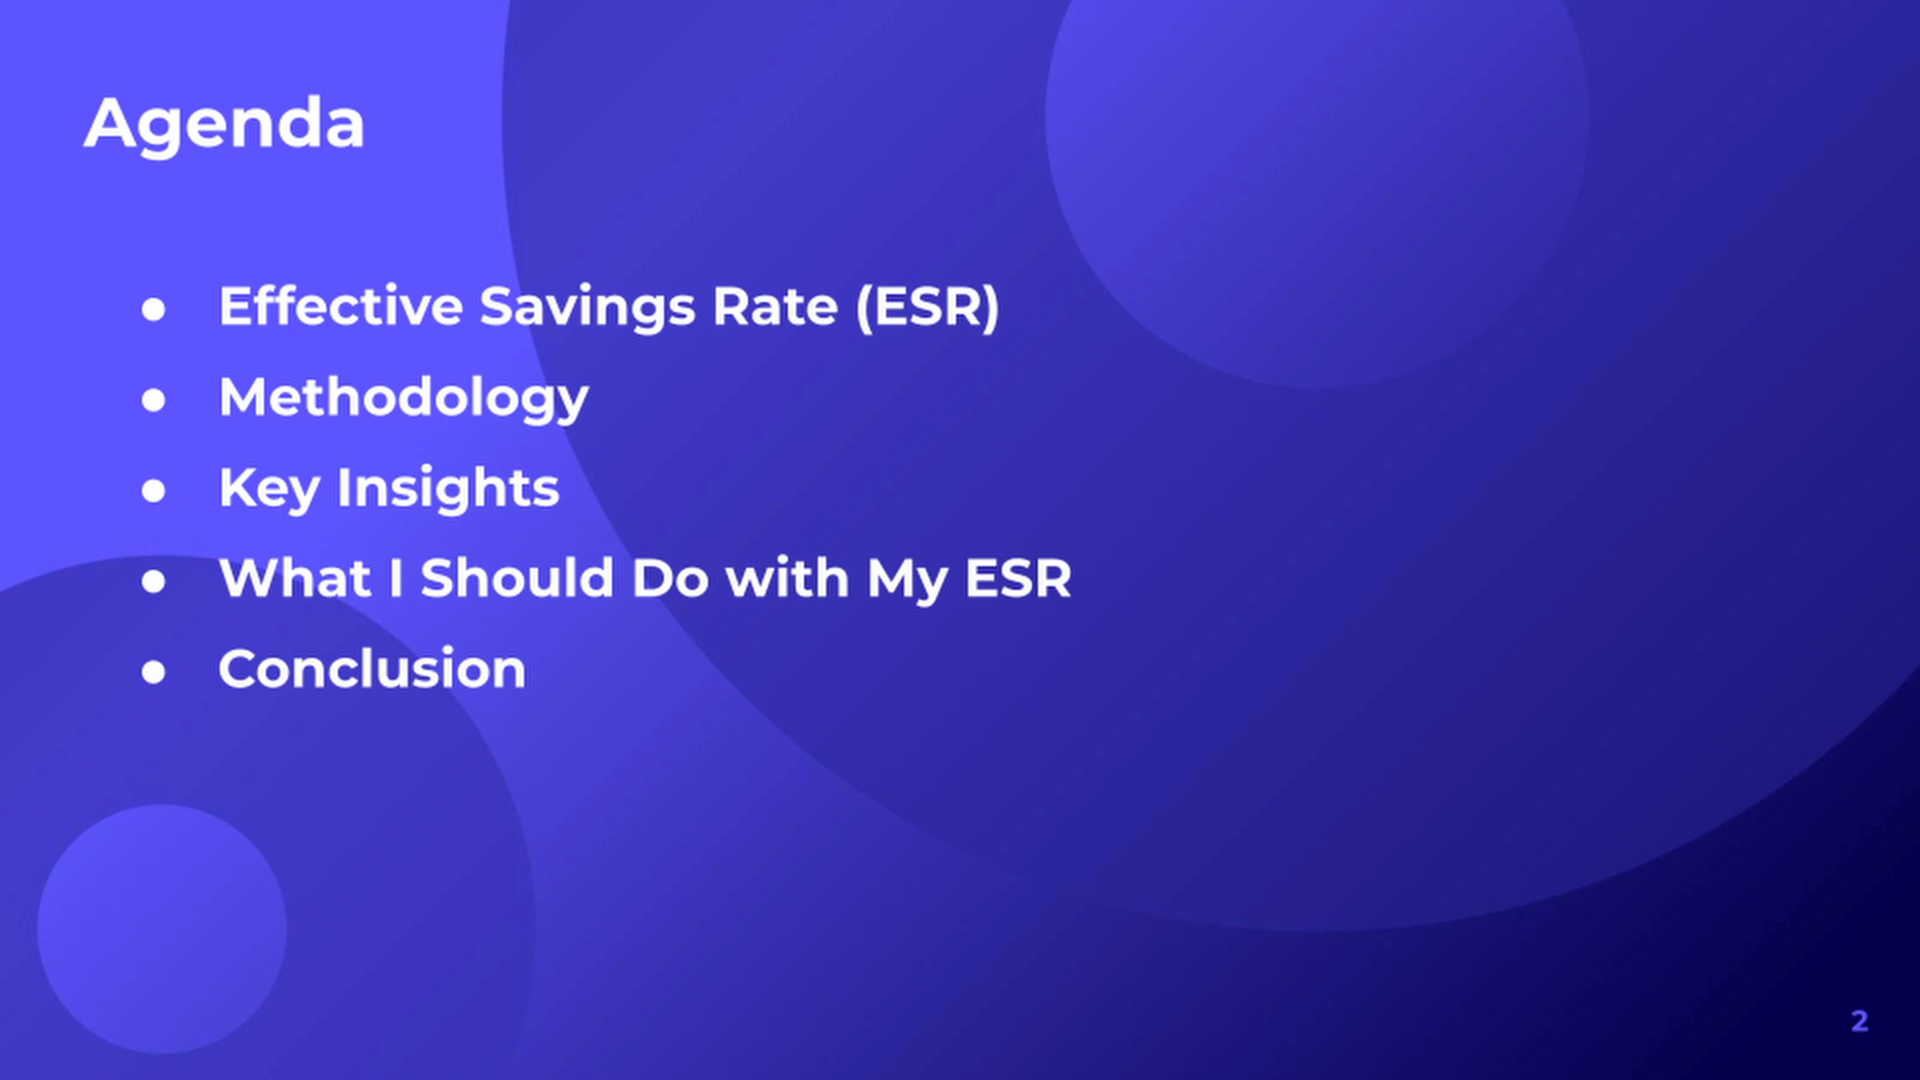 Agenda
● Effective Savings Rate (ESR)
● Methodology
● Key Insights
● What I Should Do with My ESR
● Conclusion
2